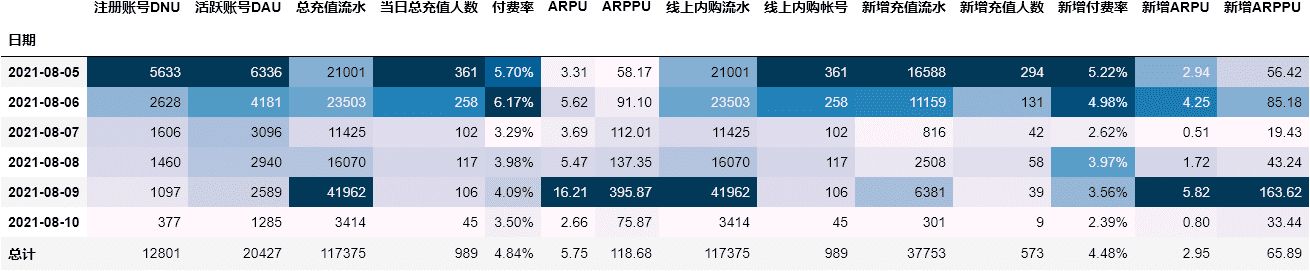 注册账号DNU 活跃账号DAU 总充值流水 当日总充值人数 付费率 ARPU ARPPU 线上内购流水 线上内购帐号 新增充值流水 新增充值人数 新增付费率 新增ARPU 新增ARPPU
日期
2021-08-05 5633 6336 21001 361 5.70% 3.31 58.17 21001 361 16588 294 5.22% 2.94 56.42
2021-08-06 2628 4181 23503 258 6.17% 5.62 91.10 23503 258 11159 131 4.98% 4.25 85.18
2021-08-07 1606 3096 11425 102 3.29% 3.69 112.01 11425 102 816 42 2.62% 0.51 19.43
2021-08-08 1460 2940 16070 117 3.98% 5.47 137.35 16070 117 2508 58 3.97% 1.72 43.24
2021-08-09 1097 2589 41962 106 4.09% 16.21 395.87 41962 106 6381 39 3.56% 5.82 163.62
2021-08-10 377 1285 3414 45 3.50% 2.66 75.87 3414 45 301 9 2.39% 0.80 33.44
总计 12801 20427 117375 989 4.84% 5.75 118.68 117375 989 37753 573 4.48% 2.95 65.89